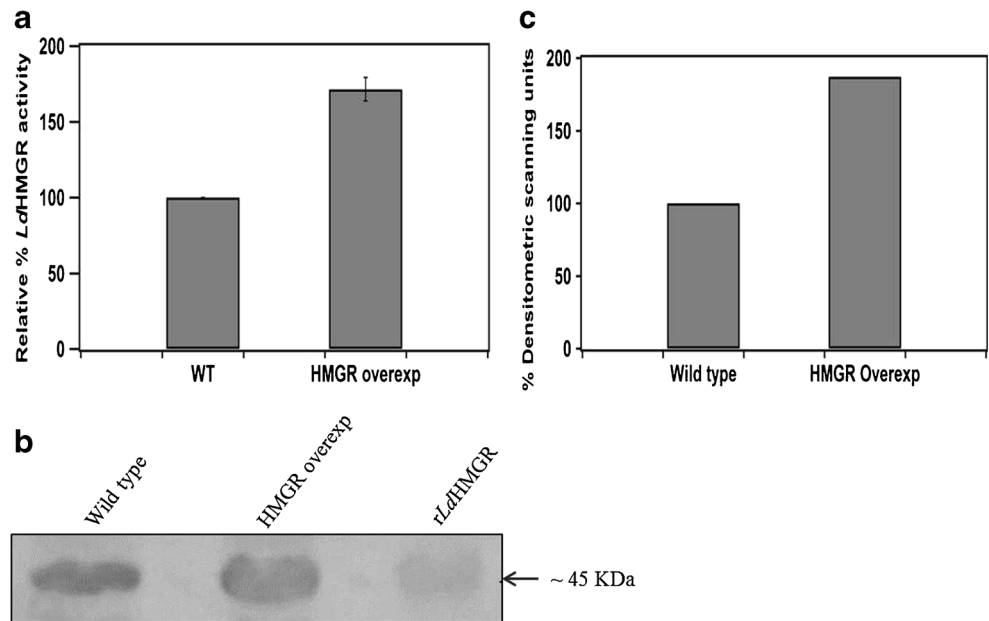 a
Relative % LdHMGR activity
200
150
100
50
0
WT
HMGR overexp
c
% Densitometric scanning units
200
150
100
50
0
Wild type
HMGR Overexp
b
Wild type
HMGR overexp
rLdHMGR
~ 45 KDa